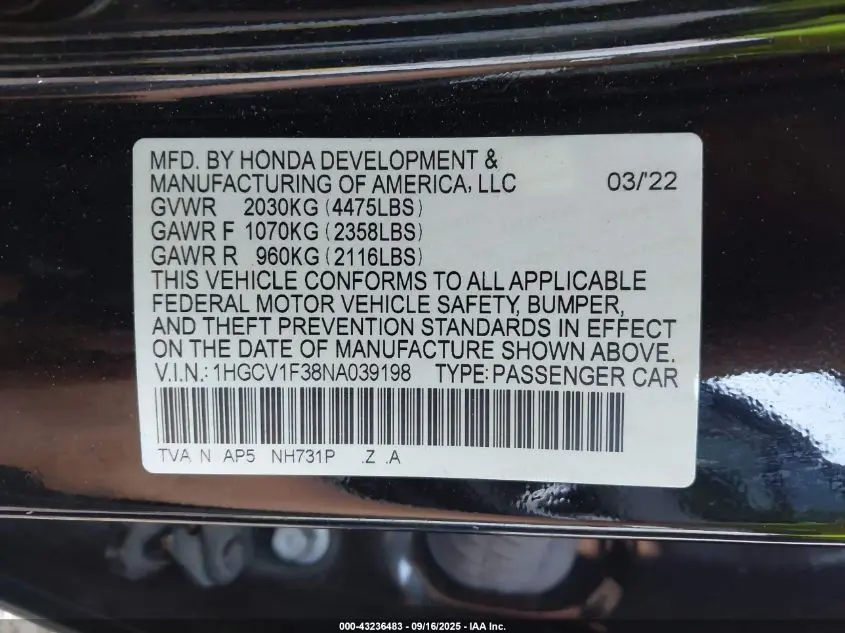 MFD. BY HONDA DEVELOPMENT &
MANUFACTURING OF AMERICA, LLC 03/'22
GVWR 2030KG (4475LBS)
GAWR F 1070KG (2358LBS)
GAWR R 960KG (2116LBS)
THIS VEHICLE CONFORMS TO ALL APPLICABLE
FEDERAL MOTOR VEHICLE SAFETY, BUMPER,
AND THEFT PREVENTION STANDARDS IN EFFECT
ON THE DATE OF MANUFACTURE SHOWN ABOVE.
V.I.N.: 1HGCV1F38NA039198 TYPE: PASSENGER CAR
TVA N AP5 NH731P .Z .A
000-43236483 - 09/16/2025 - IAA Inc.